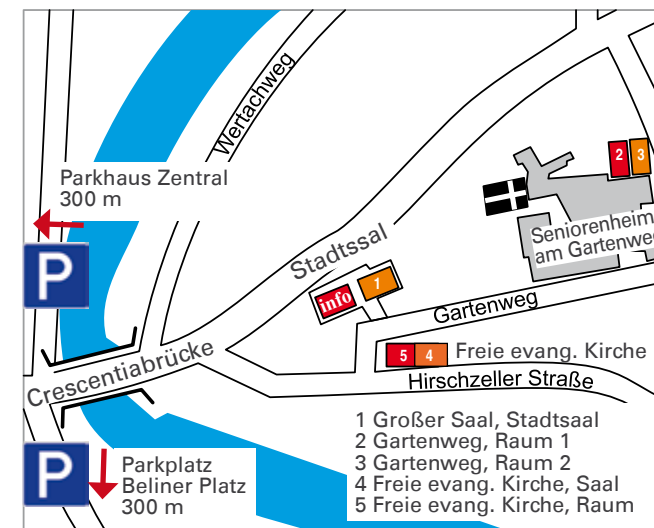 Wertachweg
Parkhaus Zentral
300 m
P
Stadtssal
info
1
2
3
Seniorenheim
am Gartenweg
Gartenweg
5
4
Freie evang. Kirche
Hirschzeller Straße
Crescentiabrücke
P
Parkplatz
Beliner Platz
300 m
1 Großer Saal, Stadtsaal
2 Gartenweg, Raum 1
3 Gartenweg, Raum 2
4 Freie evang. Kirche, Saal
5 Freie evang. Kirche, Raum